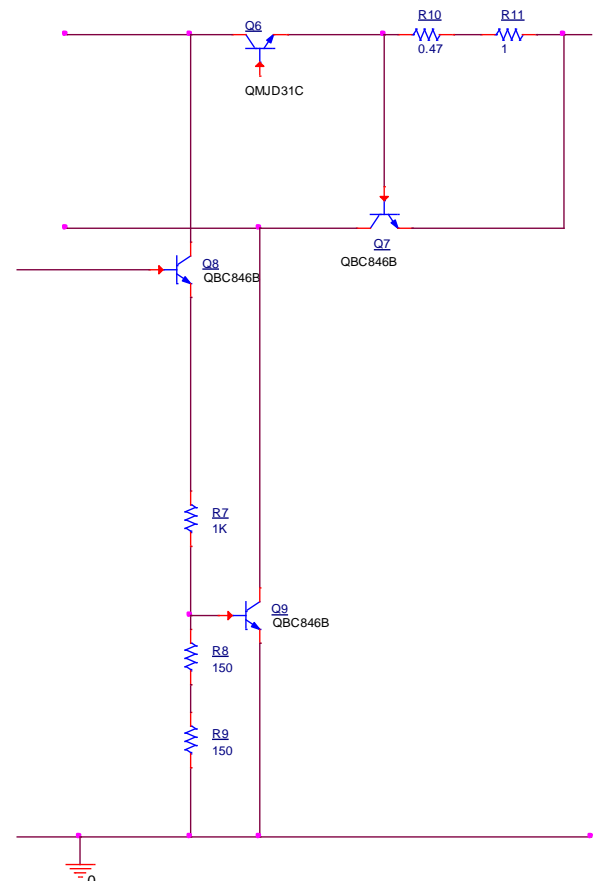 Q6
QMJD31C
R10
0.47
R11
1
Q7
QBC846B
Q8
QBC846B
R7
1K
Q9
QBC846B
R8
150
R9
150
0